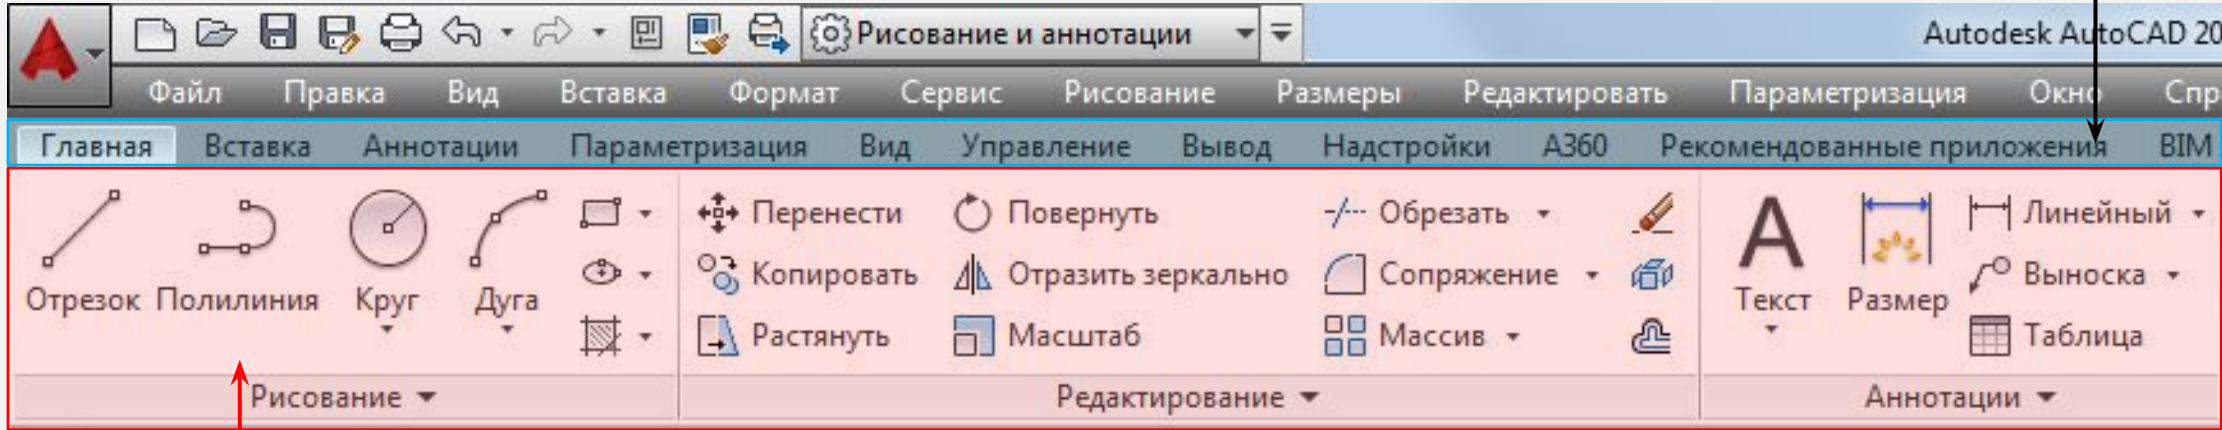 Рисование и аннотации Autodesk AutoCAD 20
Файл Правка Вид Вставка Формат Сервис Рисование Размеры Редактировать Параметризация Окно Спр
Главная Вставка Аннотации Параметризация Вид Управление Вывод Надстройки A360 Рекомендованные приложения BIM
Отрезок Полилиния Круг Дуга
Перенести Повернуть Обрезать
Копировать Отразить зеркально Сопряжение
Растянуть Масштаб Массив
Текст Размер
Линейный
Выноска
Таблица
Рисование Редактирование Аннотации